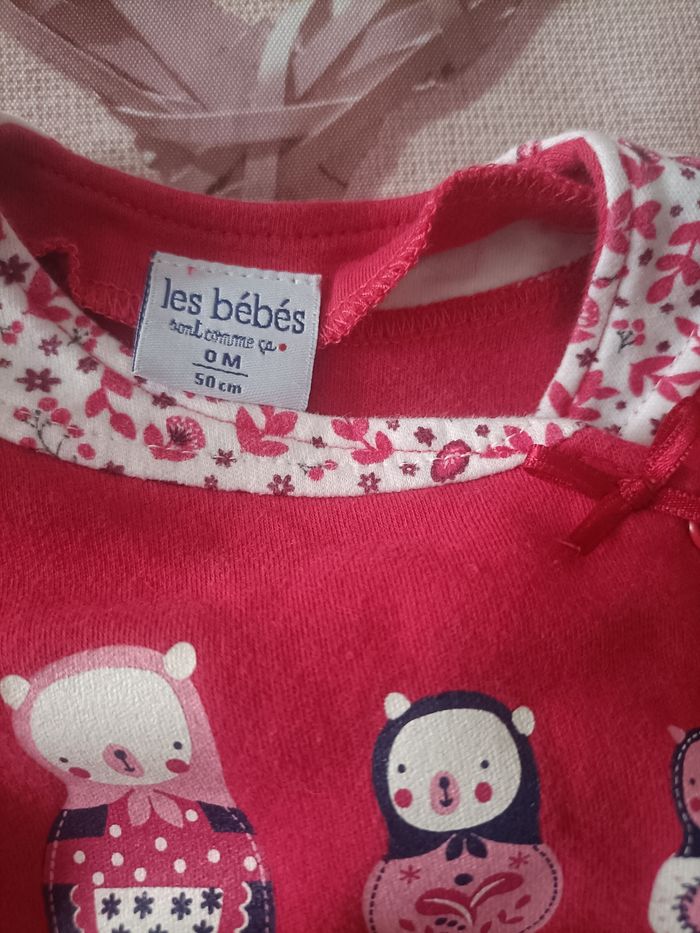 les bébés
sont comme ça
0 M
50 cm